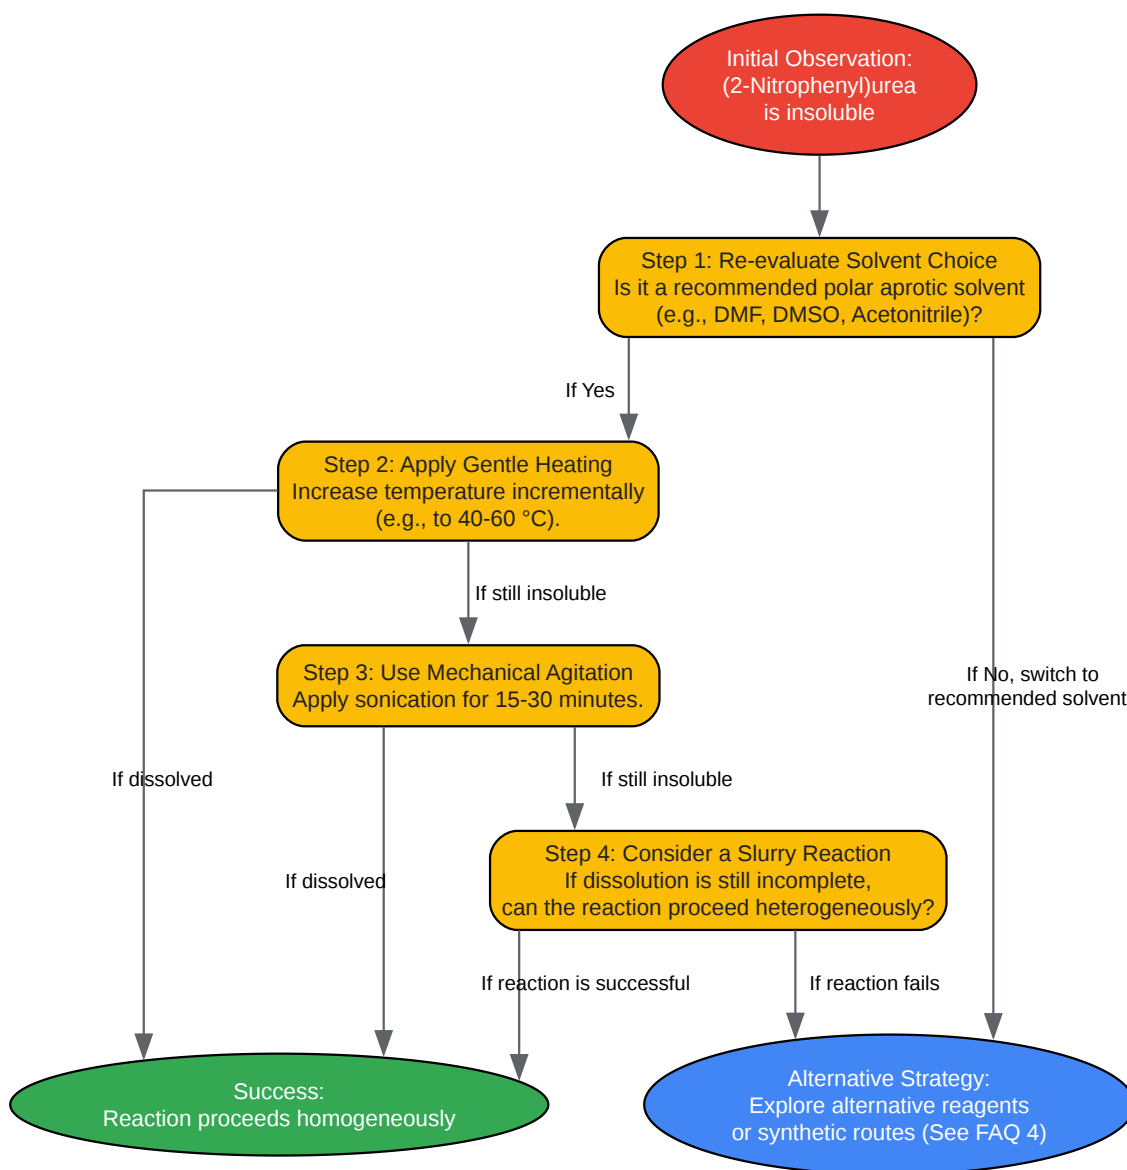 Initial Observation:
(2-Nitrophenyl)urea
is insoluble
Step 1: Re-evaluate Solvent Choice
Is it a recommended polar aprotic solvent
(e.g., DMF, DMSO, Acetonitrile)?
If Yes
Step 2: Apply Gentle Heating
Increase temperature incrementally
(e.g., to 40-60 °C).
If still insoluble
Step 3: Use Mechanical Agitation
Apply sonication for 15-30 minutes.
If No, switch to
recommended solvent
If dissolved
If still insoluble
Step 4: Consider a Slurry Reaction
If dissolution is still incomplete,
can the reaction proceed heterogeneously?
If dissolved
If reaction is successful
If reaction fails
Success:
Reaction proceeds homogeneously
Alternative Strategy:
Explore alternative reagents
or synthetic routes (See FAQ 4)